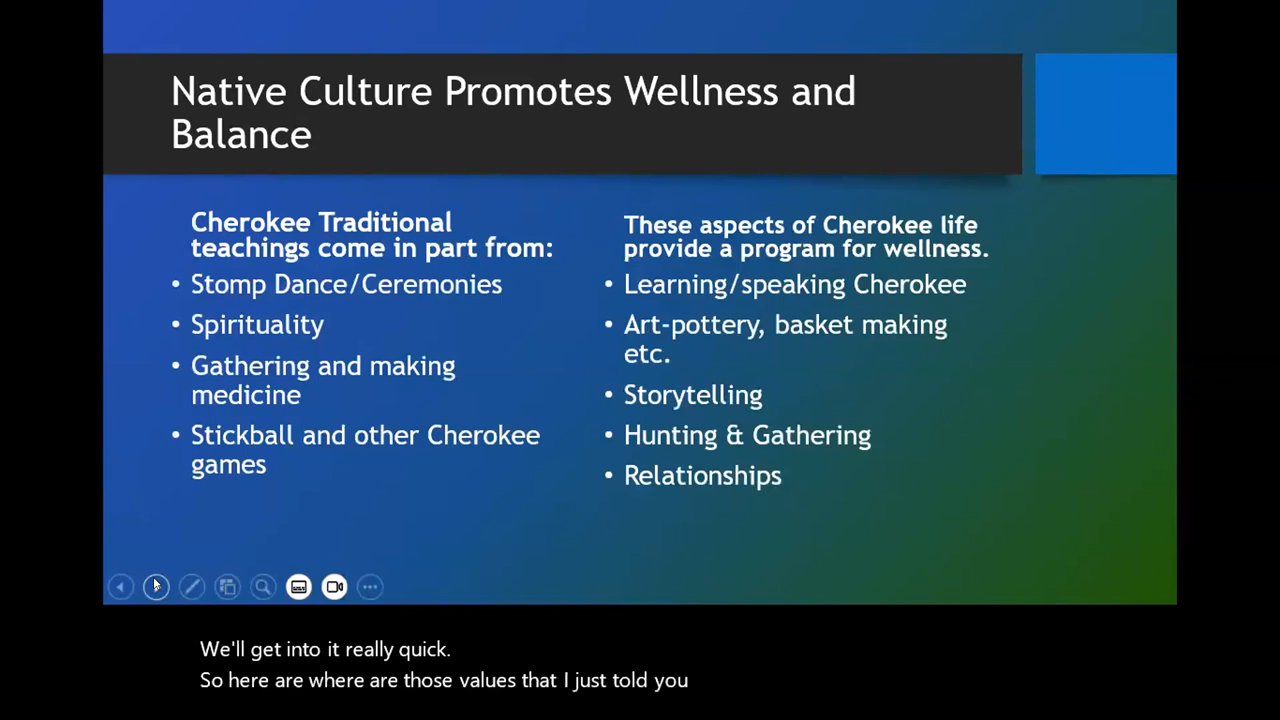 Native Culture Promotes Wellness and
Balance
Cherokee Traditional
teachings come in part from:
• Stomp Dance/Ceremonies
• Spirituality
• Gathering and making
medicine
• Stickball and other Cherokee
games
These aspects of Cherokee life
provide a program for wellness.
• Learning/speaking Cherokee
• Art-pottery, basket making
etc.
• Storytelling
• Hunting & Gathering
• Relationships
We'll get into it really quick.
So here are where are those values that I just told you